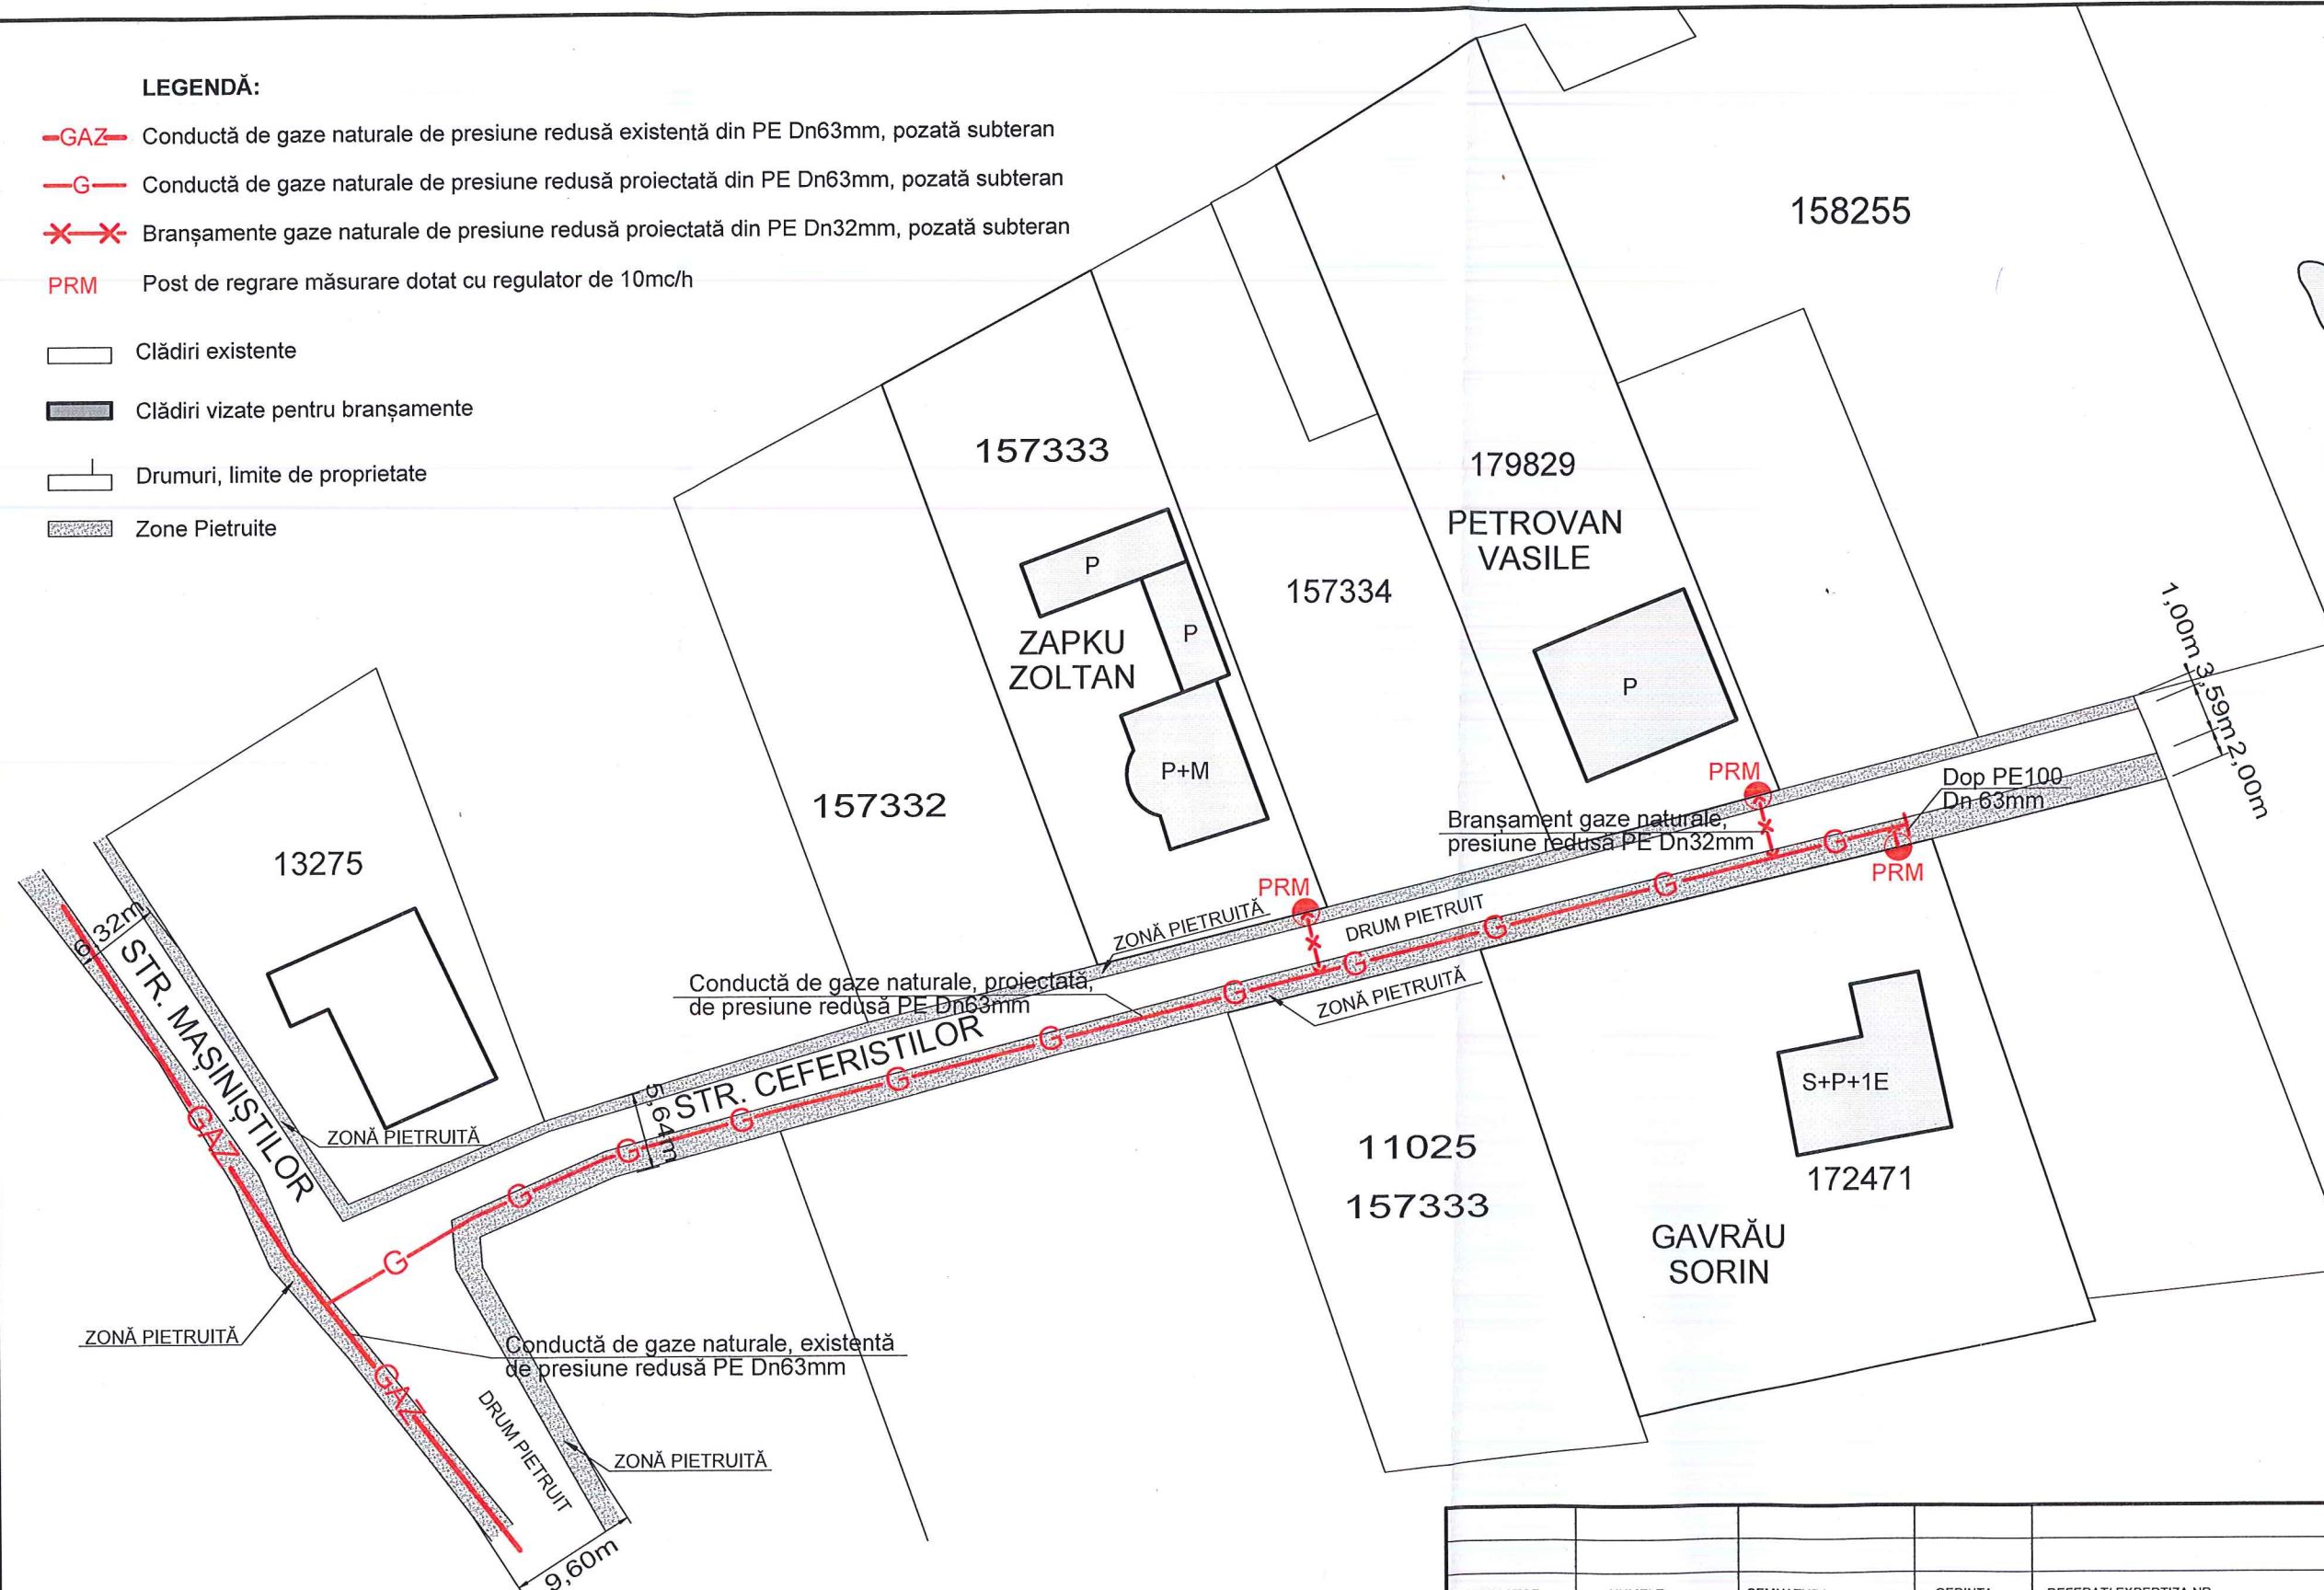 LEGENDĂ:
GAZ Conductă de gaze naturale de presiune redusă existentă din PE Dn63mm, pozată subteran
G Conductă de gaze naturale de presiune redusă proiectată din PE Dn63mm, pozată subteran
Branșamente gaze naturale de presiune redusă proiectată din PE Dn32mm, pozată subteran
PRM Post de regrare măsurare dotat cu regulator de 10mc/h
Clădiri existente
Clădiri vizate pentru branșamente
Drumuri, limite de proprietate
Zone Pietruite
158255
157333
179829
PETROVAN
VASILE
157334
P
P
ZAPKU
ZOLTAN
P
P+M
157332
13275
1,00m
3,59m
2,00m
PRM
Dop PE100
Dn 63mm
Branșament gaze naturale,
presiune redusă PE Dn32mm
G
PRM
PRM
G
ZONĂ PIETRUITĂ
DRUM PIETRUIT
G
G
6,32m
STR. MAȘINIȘTILOR
Conductă de gaze naturale, proiectată,
de presiune redusă PE Dn63mm
G
ZONĂ PIETRUITĂ
STR. CEFERISTILOR
G
G
G
5,64m
G
GAZ
ZONĂ PIETRUITĂ
S+P+1E
11025
157333
172471
G
GAVRĂU
SORIN
G
ZONĂ PIETRUITĂ
Conductă de gaze naturale, existentă
de presiune redusă PE Dn63mm
GAZ
DRUM PIETRUIT
ZONĂ PIETRUITĂ
9,60m